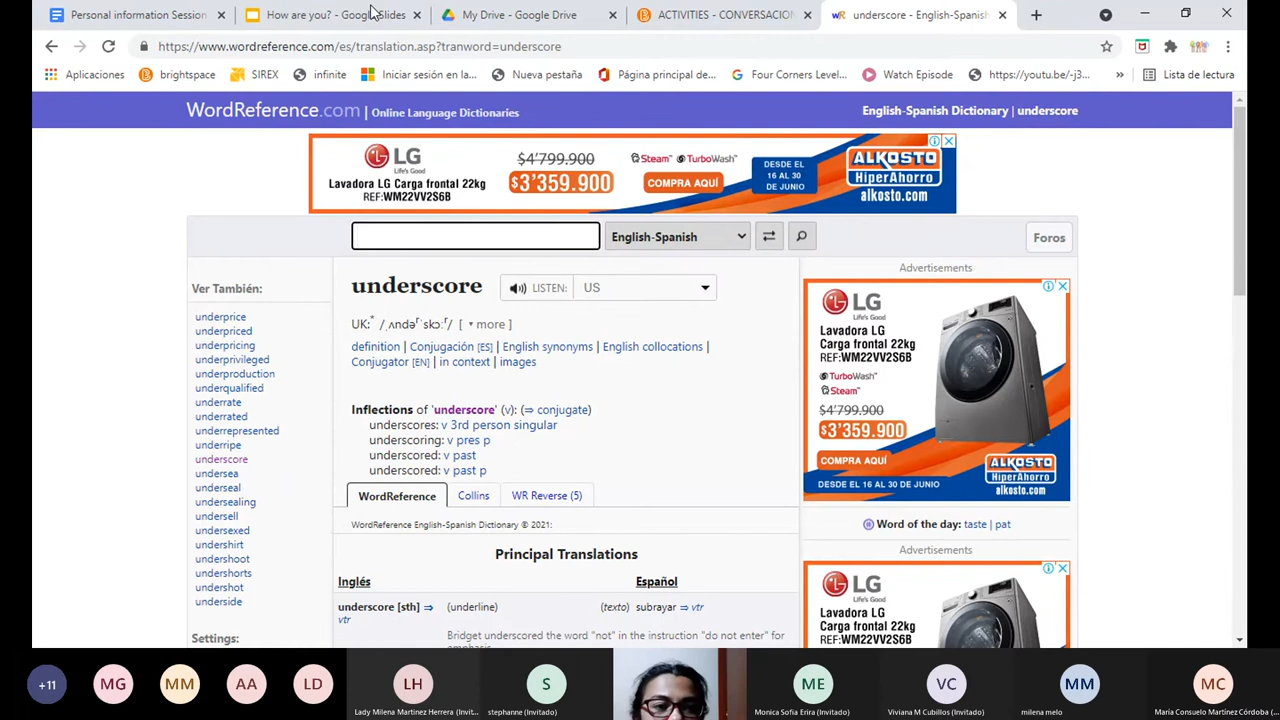 Personal information Session
How are you? - Google Slides
My Drive - Google Drive
ACTIVITIES - CONVERSACION
underscore - English-Spanish
https://www.wordreference.com/es/translation.asp?tranword=underscore
Aplicaciones
brightspace
SIREX
infinite
Iniciar sesión en la...
Nueva pestaña
Página principal de...
Four Corners Level...
Watch Episode
https://youtu.be/-j3...
»
Lista de lectura
WordReference.com | Online Language Dictionaries
English-Spanish Dictionary | underscore
LG
Lavadora LG Carga frontal 22kg
REF:WM22VV2S6B
$4'799.900
$3'359.900
Steam™ TurboWash™
COMPRA AQUÍ
DESDE EL
16 AL 30
DE JUNIO
ALKOSTO
HiperAhorro
alkosto.com
English-Spanish
Foros
Ver También:
underprice
underpriced
underpricing
underprivileged
underproduction
underqualified
underrate
underrated
underrepresented
underripe
underscore
undersea
underseal
undersealing
undersell
undersexed
undershirt
undershoot
undershorts
undershot
underside
Settings:
underscore
LISTEN:
US
UK:* /ˌʌndərˈskɔːr/ [ ▾ more ]
definition | Conjugación [ES] | English synonyms | English collocations |
Conjugator [EN] | in context | images
Inflections of 'underscore' (v): (⇒ conjugate)
underscores: v 3rd person singular
underscoring: v pres p
underscored: v past
underscored: v past p
WordReference
Collins
WR Reverse (5)
WordReference English-Spanish Dictionary © 2021:
Principal Translations
Inglés
Español
underscore [sth] ⇒
vtr
(underline)
(texto) subrayar ⇒ vtr
Bridget underscored the word "not" in the instruction "do not enter" for
Advertisements
LG
Life's Good
Lavadora LG
Carga frontal 22kg
REF:WM22VV2S6B
TurboWash™
Steam™
$4'799.900
$3'359.900
COMPRA AQUÍ
DESDE EL 16 AL 30 DE JUNIO
ALKOSTO
HiperAhorro
alkosto.com
Word of the day: taste | pat
Advertisements
LG
Life's Good
Lavadora LG
Carga frontal 22kg
REF:WM22VV2S6B
+11
MG
MM
AA
LD
LH
Lady Milena Martinez Herrera (Invit...
S
stephanne (Invitado)
ME
Monica Sofia Erira (Invitado)
VC
Viviana M Cubillos (Invitado)
MM
milena melo
MC
María Consuelo Martínez Córdoba (...